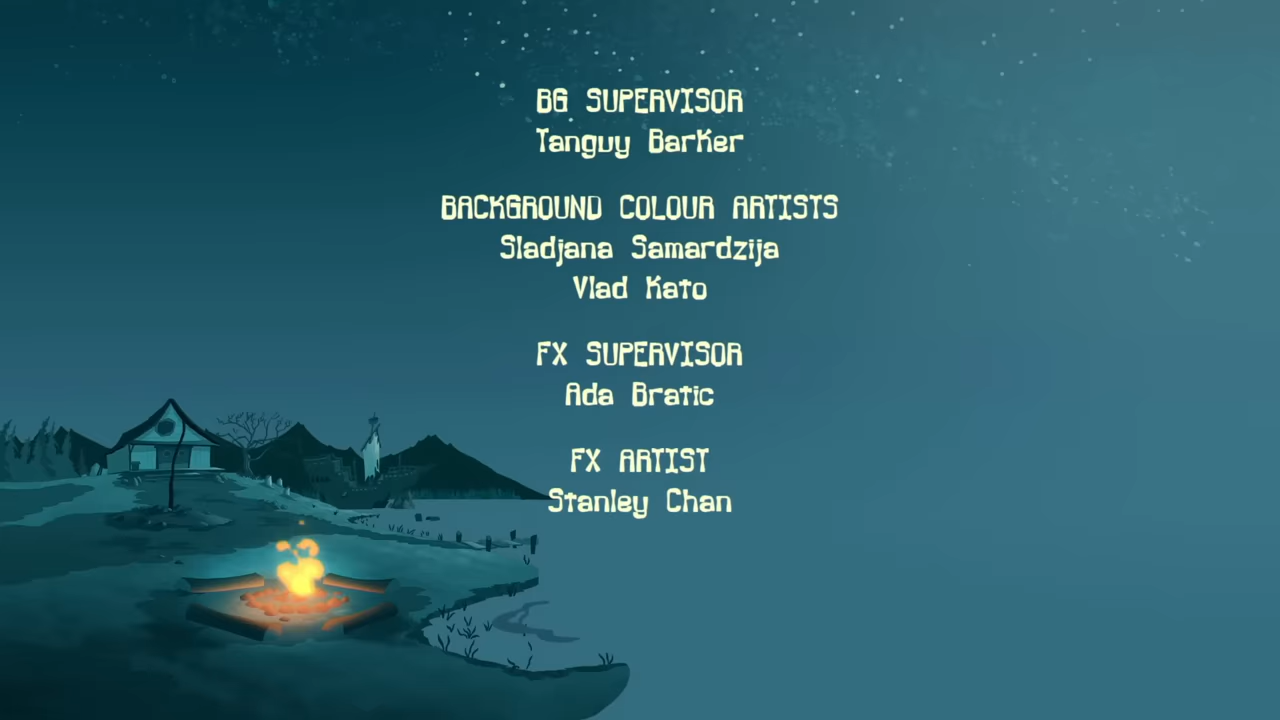 BG SUPERVISOR
Tanguy Barker
BACKGROUND COLOUR ARTISTS
Sladjana Samardzija
Vlad Kato
FX SUPERVISOR
Ada Bratic
FX ARTIST
Stanley Chan